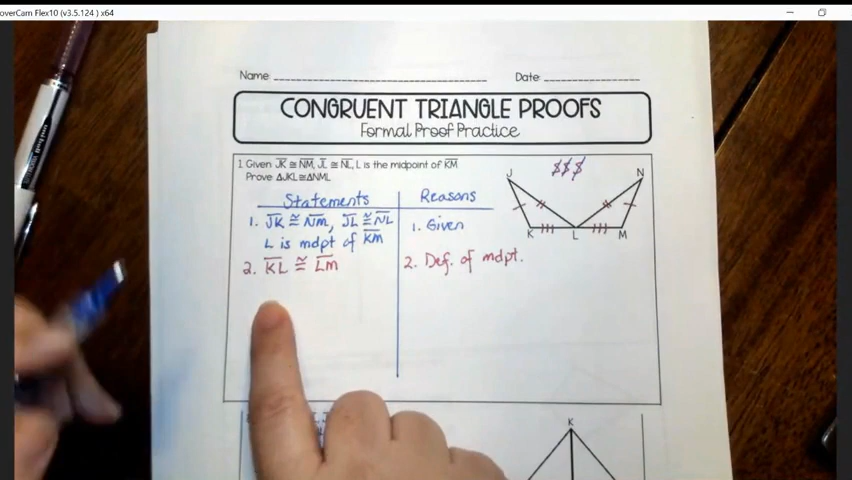 overCam Flex10 (v3.5.124 ) x64
Name: Date:
CONGRUENT TRIANGLE PROOFS
Formal Proof Practice
1. Given: JK ≅ NM, JL ≅ NL, L is the midpoint of KM
Prove: ΔJKL≅ΔNML
$$$
J N
K L M
Statements Reasons
1. JK ≅ NM, JL ≅ NL
L is mdpt of KM
1. Given
2. KL ≅ LM
2. Def. of mdpt.
K